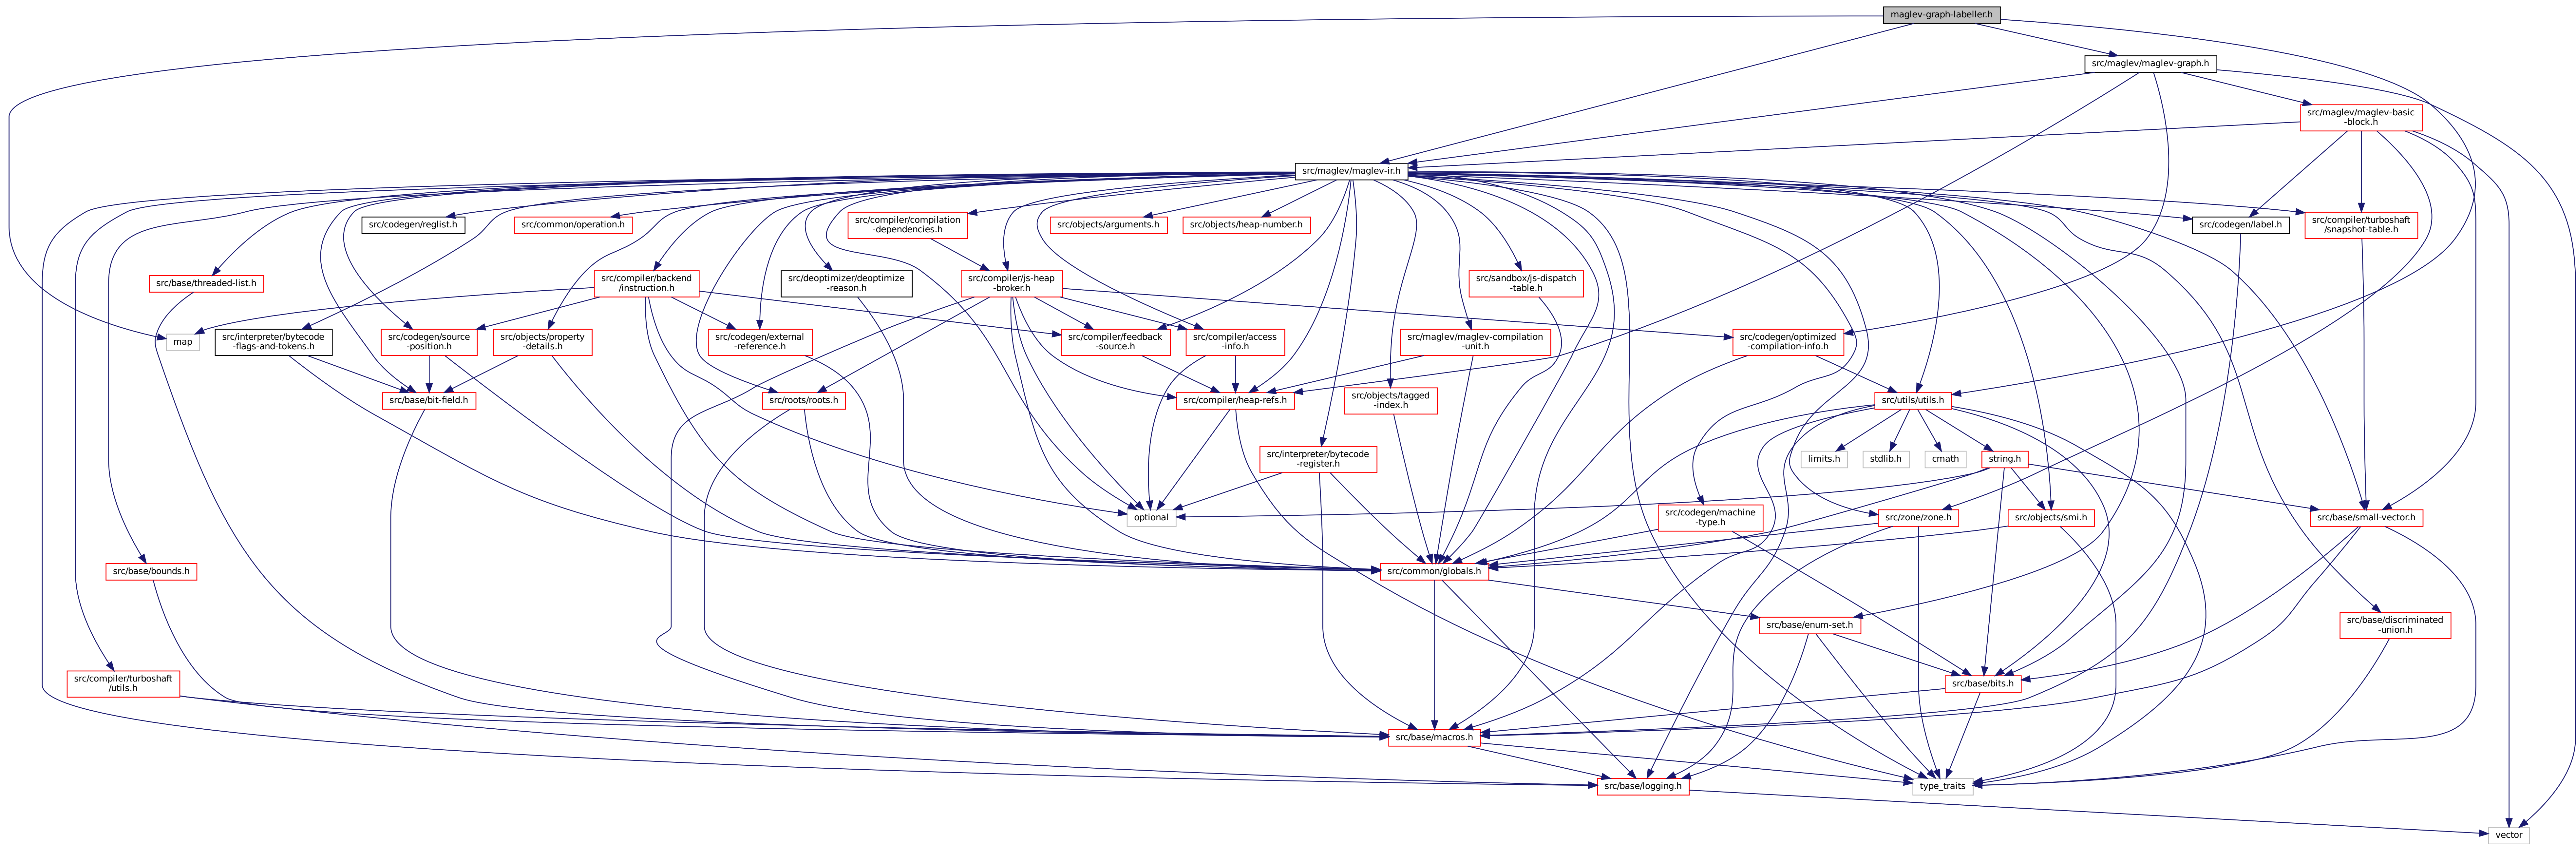 maglev-graph-labeller.h
src/maglev/maglev-graph.h
src/maglev/maglev-basic
-block.h
src/maglev/maglev-ir.h
src/codegen/reglist.h
src/common/operation.h
src/compiler/compilation
-dependencies.h
src/objects/arguments.h
src/objects/heap-number.h
src/codegen/label.h
src/compiler/turboshaft
/snapshot-table.h
src/base/threaded-list.h
src/compiler/backend
/instruction.h
src/deoptimizer/deoptimize
-reason.h
src/compiler/js-heap
-broker.h
src/sandbox/js-dispatch
-table.h
map
src/interpreter/bytecode
-flags-and-tokens.h
src/codegen/source
-position.h
src/objects/property
-details.h
src/codegen/external
-reference.h
src/compiler/feedback
-source.h
src/compiler/access
-info.h
src/maglev/maglev-compilation
-unit.h
src/codegen/optimized
-compilation-info.h
src/base/bit-field.h
src/roots/roots.h
src/compiler/heap-refs.h
src/objects/tagged
-index.h
src/utils/utils.h
src/interpreter/bytecode
-register.h
limits.h
stdlib.h
cmath
string.h
optional
src/codegen/machine
-type.h
src/zone/zone.h
src/objects/smi.h
src/base/small-vector.h
src/base/bounds.h
src/common/globals.h
src/base/enum-set.h
src/base/discriminated
-union.h
src/compiler/turboshaft
/utils.h
src/base/bits.h
src/base/macros.h
src/base/logging.h
type_traits
vector